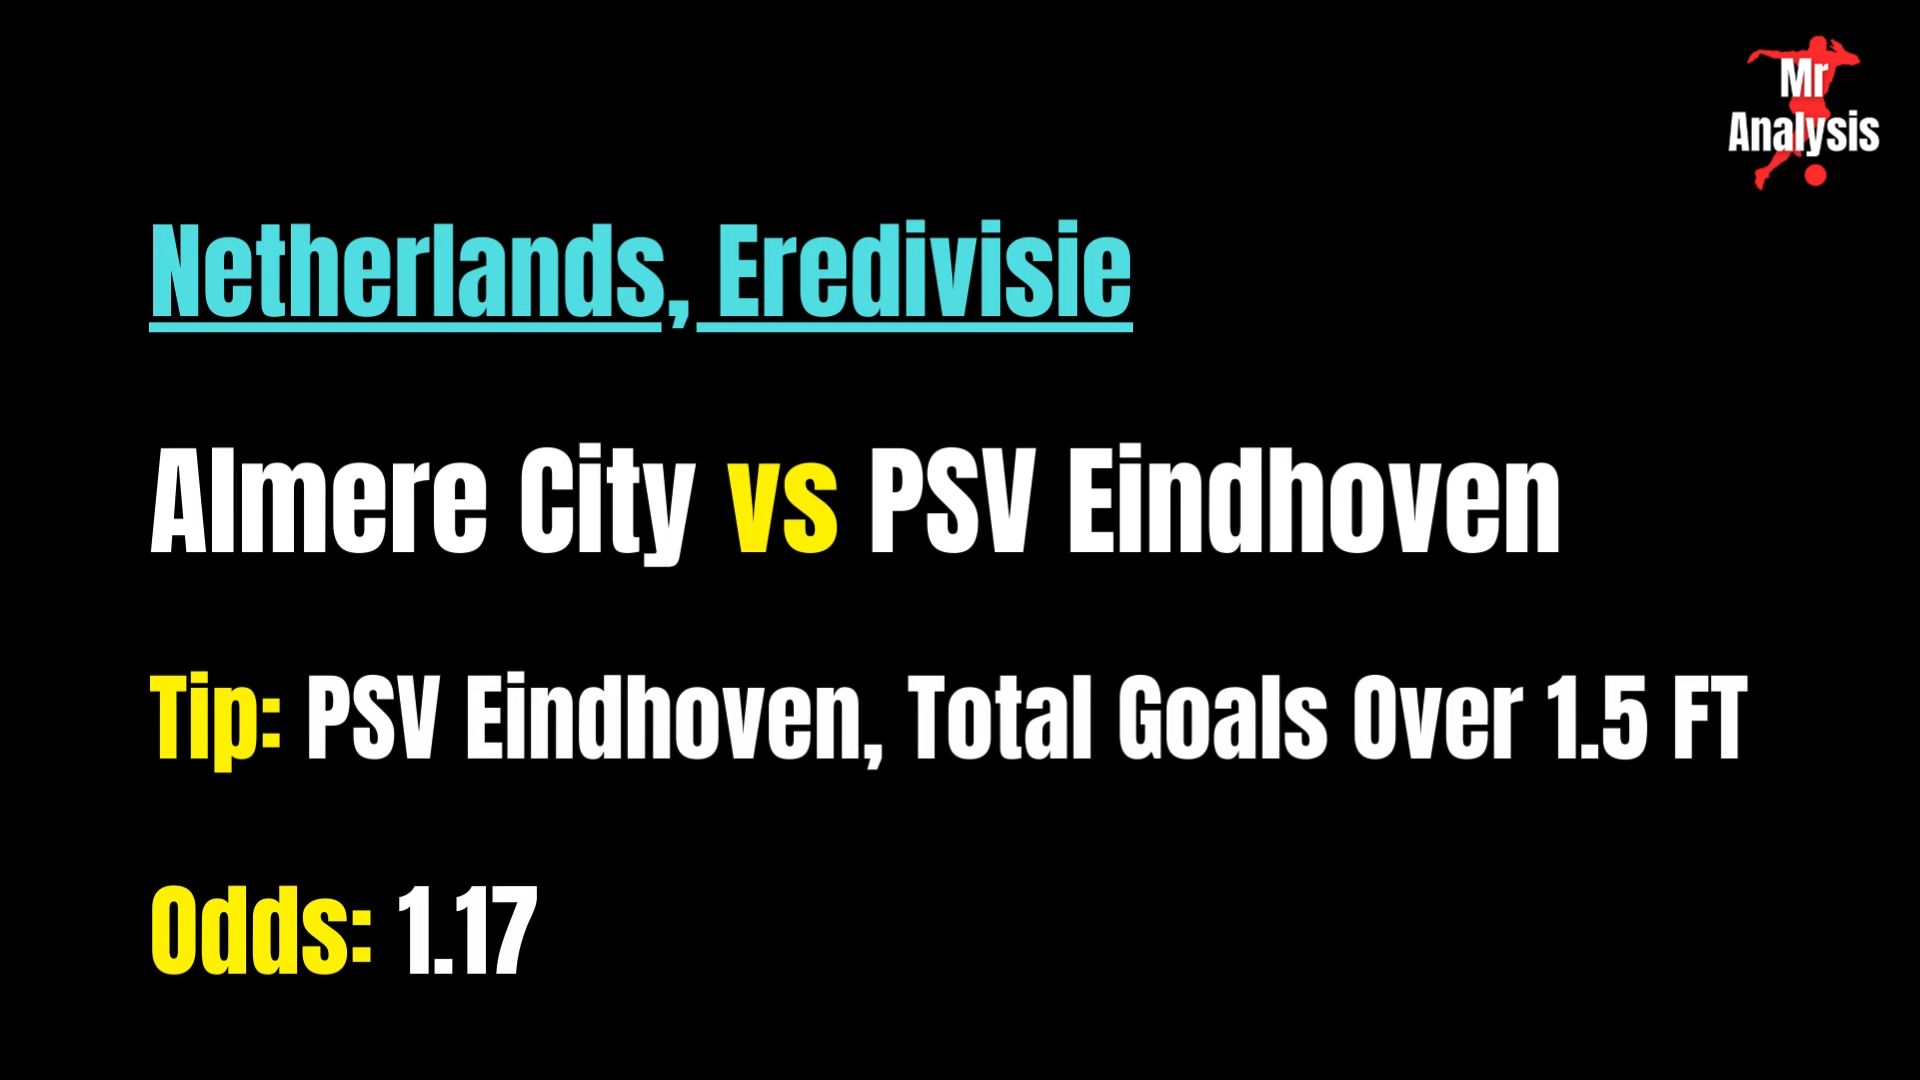 Mr
Analysis
Netherlands, Eredivisie
Almere City vs PSV Eindhoven
Tip: PSV Eindhoven, Total Goals Over 1.5 FT
Odds: 1.17